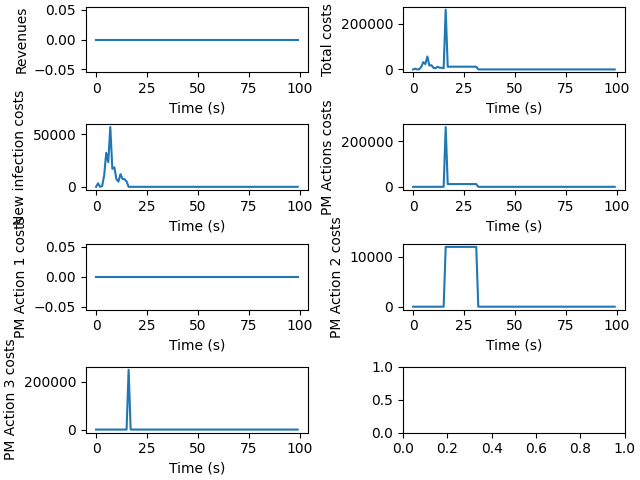 Revenues
0.05
0.00
−0.05
0 25 50 75 100
Time (s)
Total costs
200000
0
0 25 50 75 100
Time (s)
New infection costs
50000
0
0 25 50 75 100
Time (s)
PM Actions costs
200000
0
0 25 50 75 100
Time (s)
PM Action 1 costs
0.05
0.00
−0.05
0 25 50 75 100
Time (s)
PM Action 2 costs
10000
0
0 25 50 75 100
Time (s)
PM Action 3 costs
200000
0
0 25 50 75 100
Time (s)
1.0
0.5
0.0
0.0 0.2 0.4 0.6 0.8 1.0